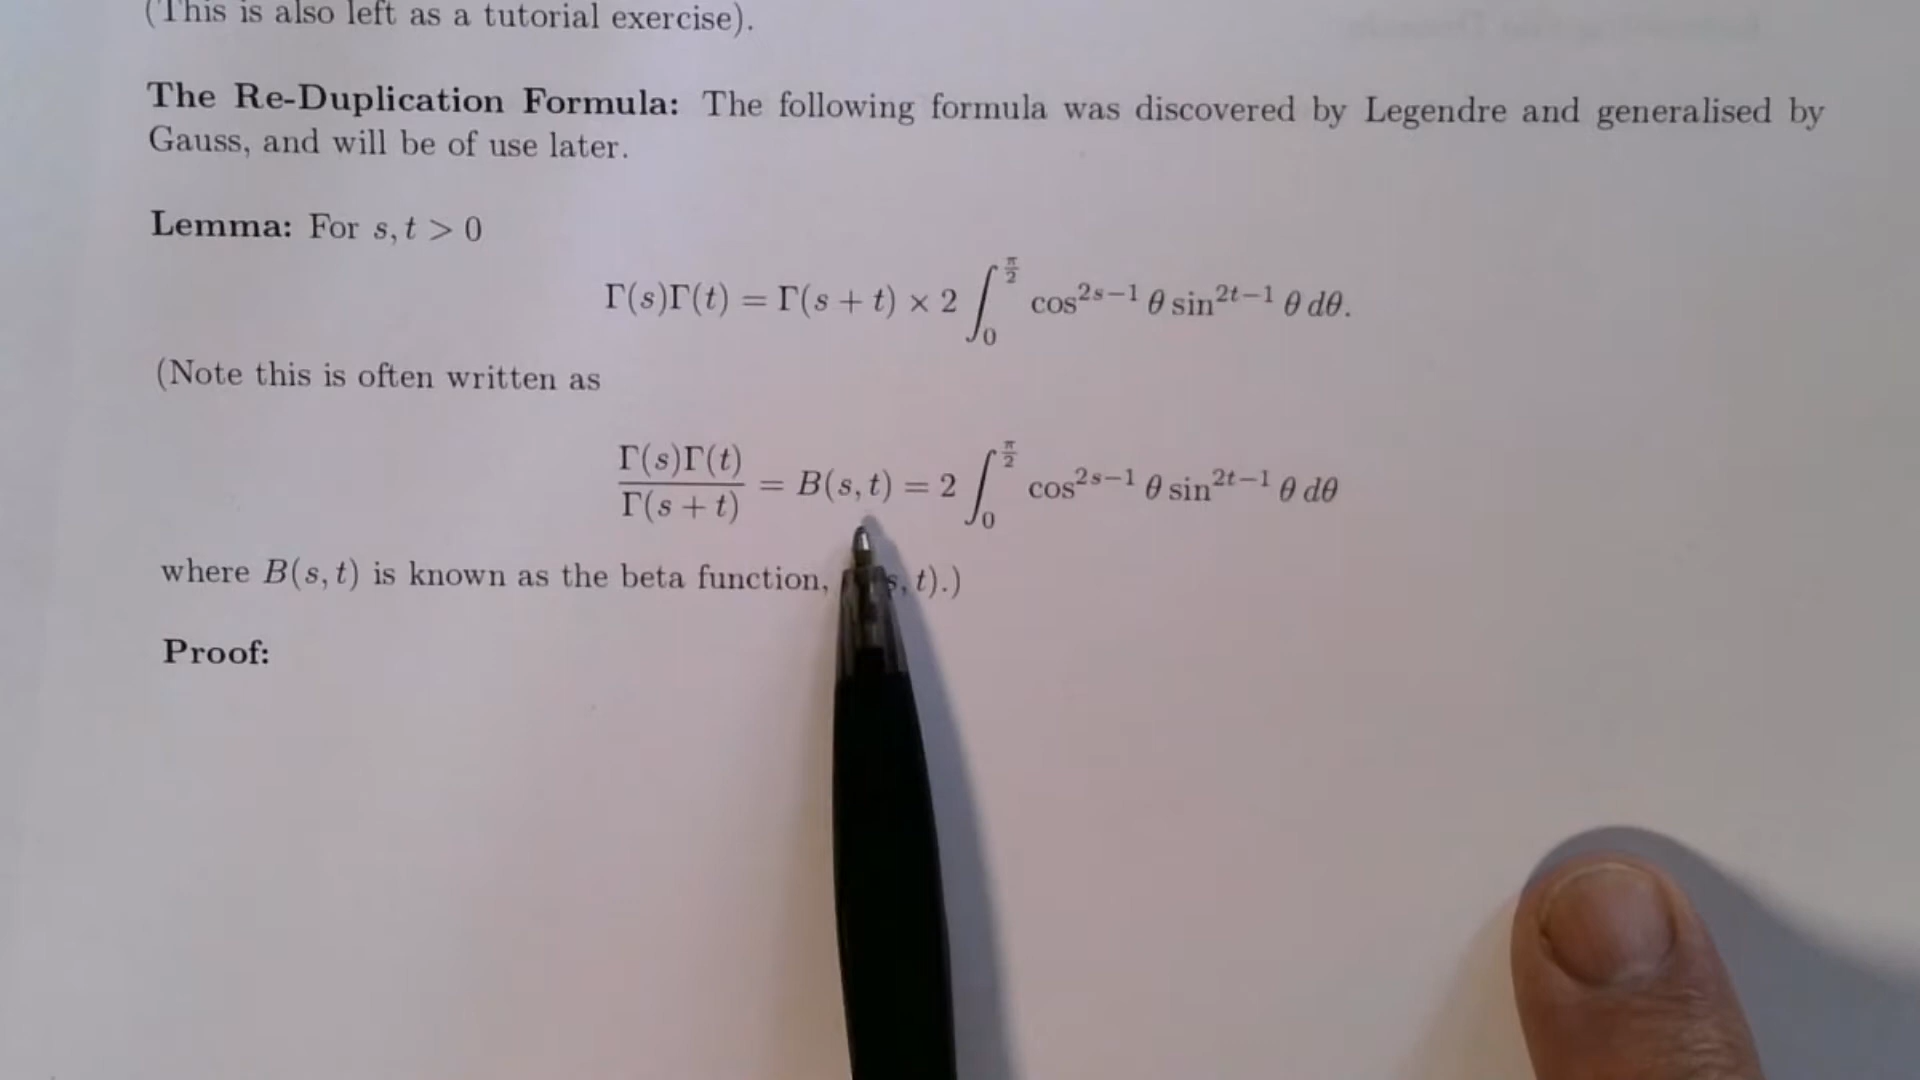 (This is also left as a tutorial exercise).
The Re-Duplication Formula: The following formula was discovered by Legendre and generalised by
Gauss, and will be of use later.
Lemma: For s, t > 0
Γ(s)Γ(t) = Γ(s + t) × 2 ∫₀^{π/2} cos^{2s−1} θ sin^{2t−1} θ dθ.
(Note this is often written as
Γ(s)Γ(t)/Γ(s + t) = B(s, t) = 2 ∫₀^{π/2} cos^{2s−1} θ sin^{2t−1} θ dθ
where B(s, t) is known as the beta function, s, t).)
Proof: